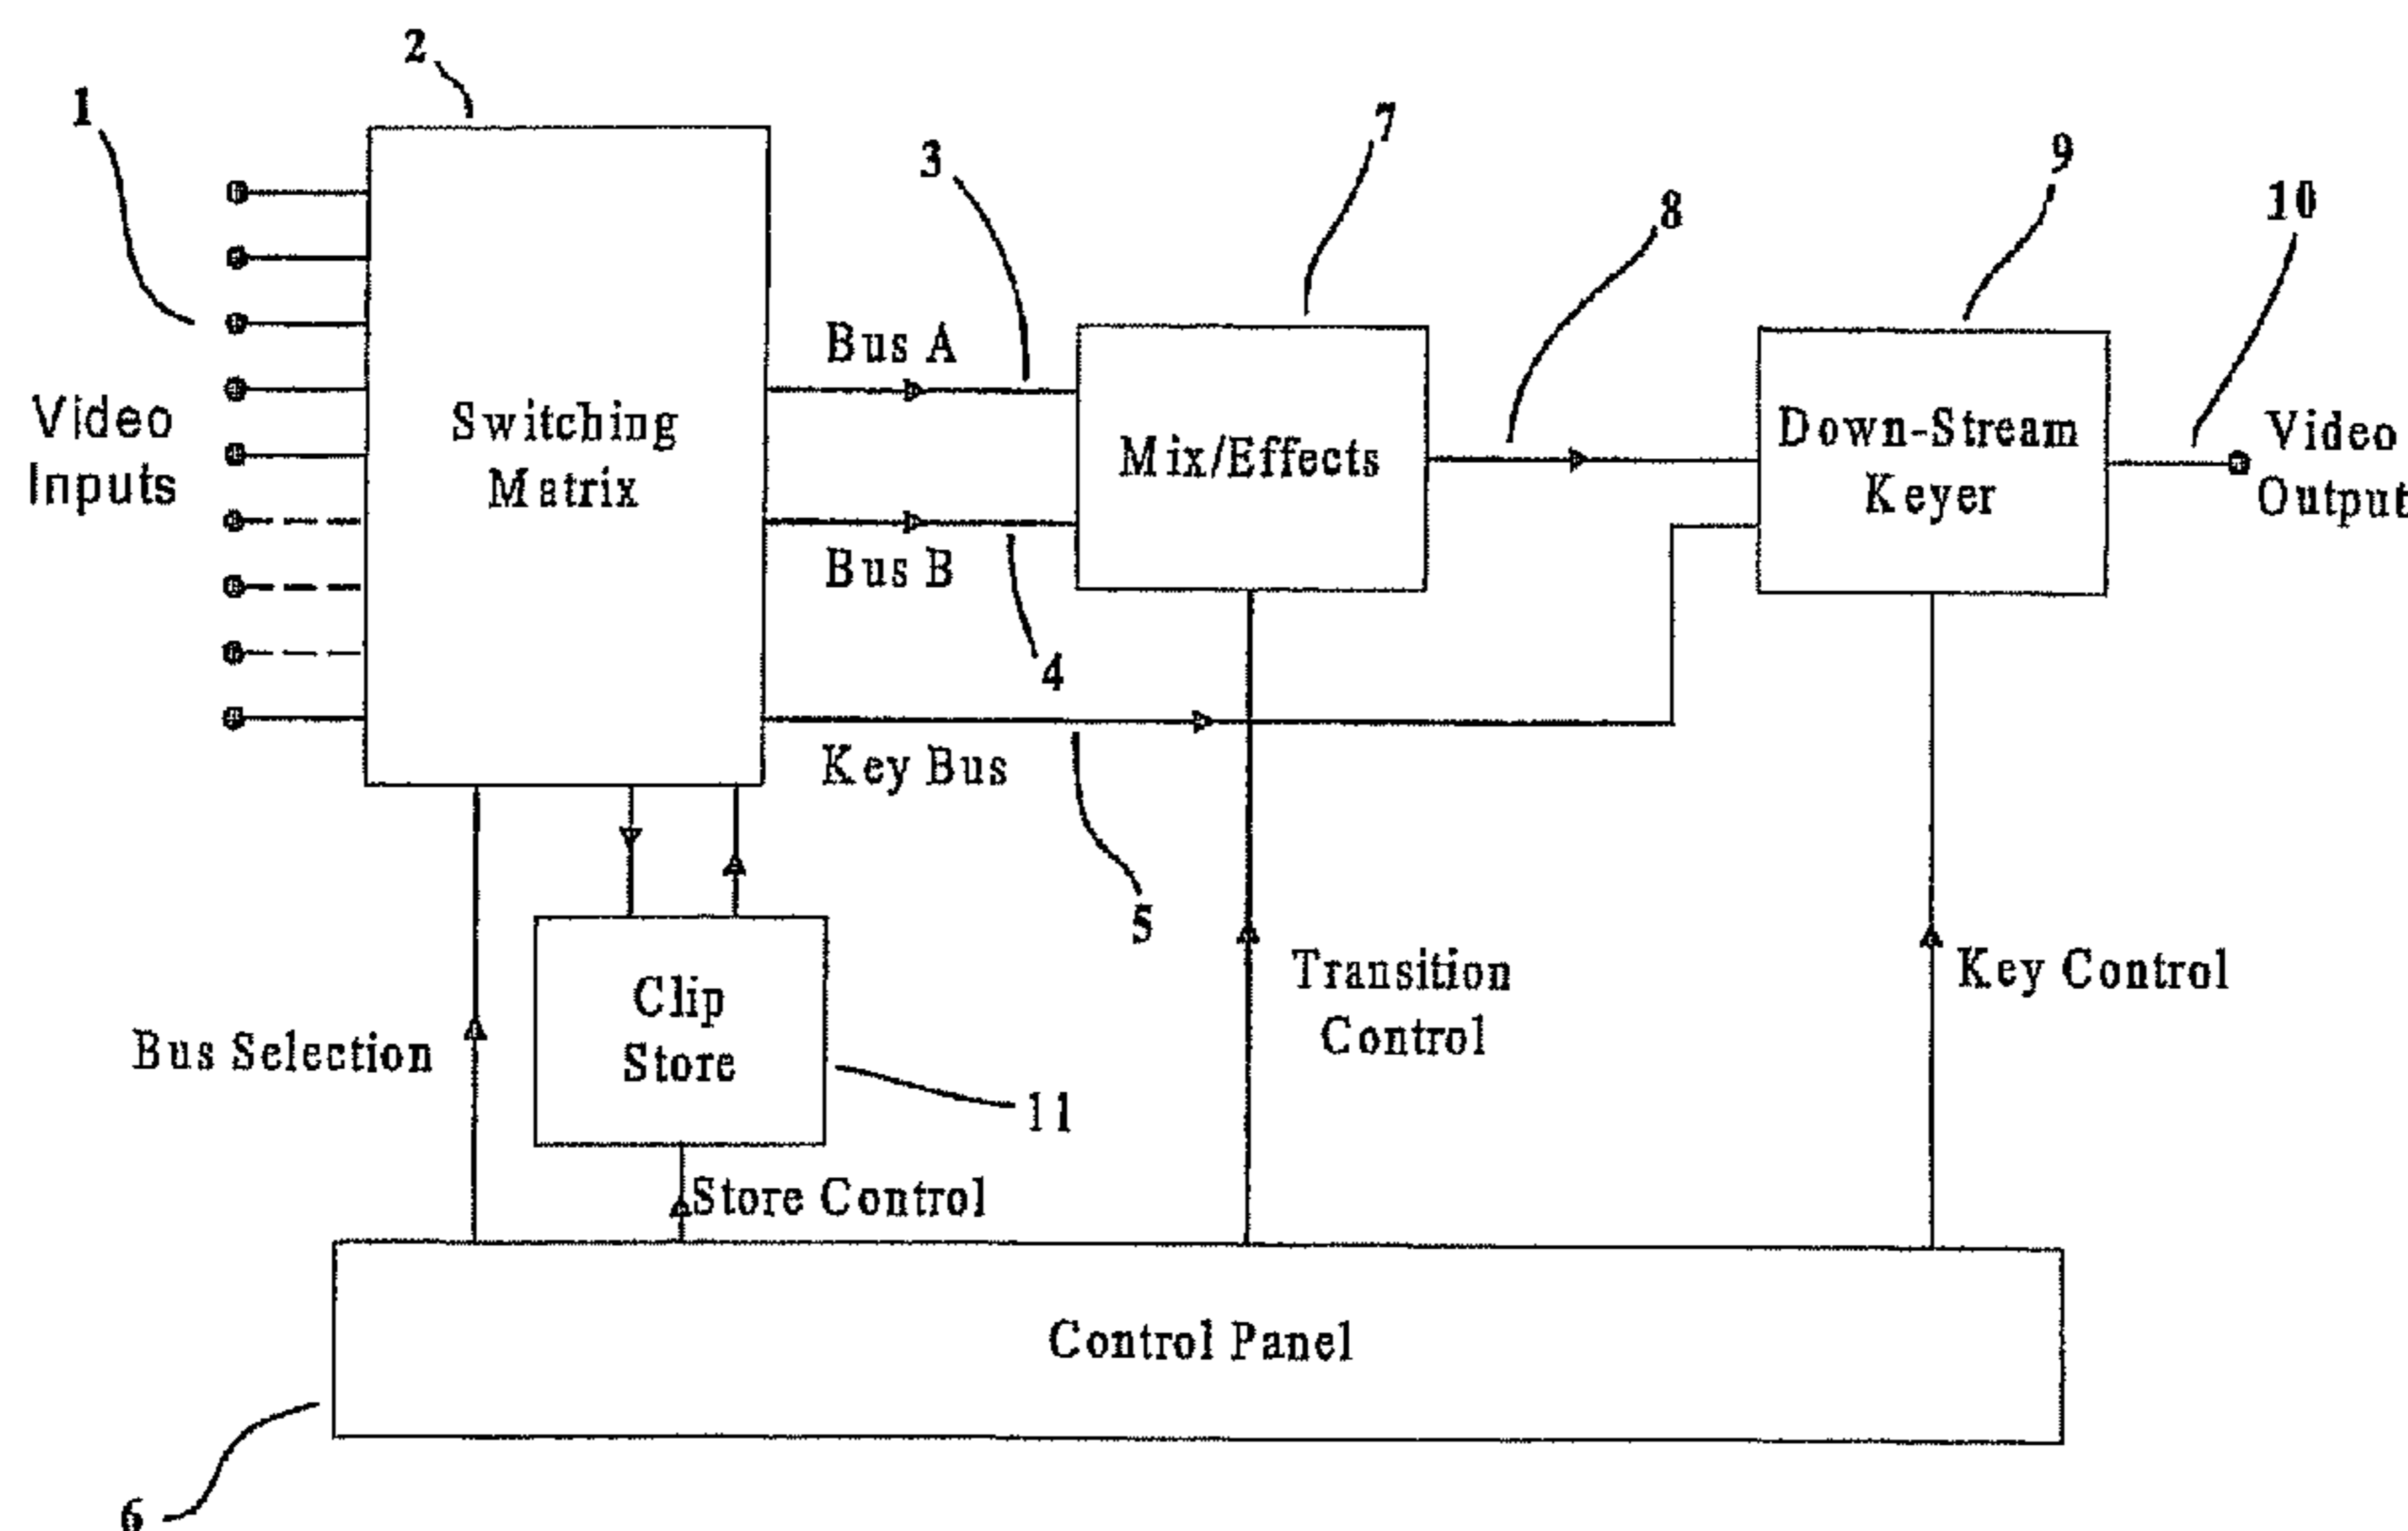 2
1
7
3
9
8
10
Bus A
Video
Inputs
Switching
Matrix
Mix/Effects
Down-Stream
Keyer
Video
Output
Bus B
4
Key Bus
5
Clip
Store
Transition
Control
Key Control
Bus Selection
11
Store Control
Control Panel
6